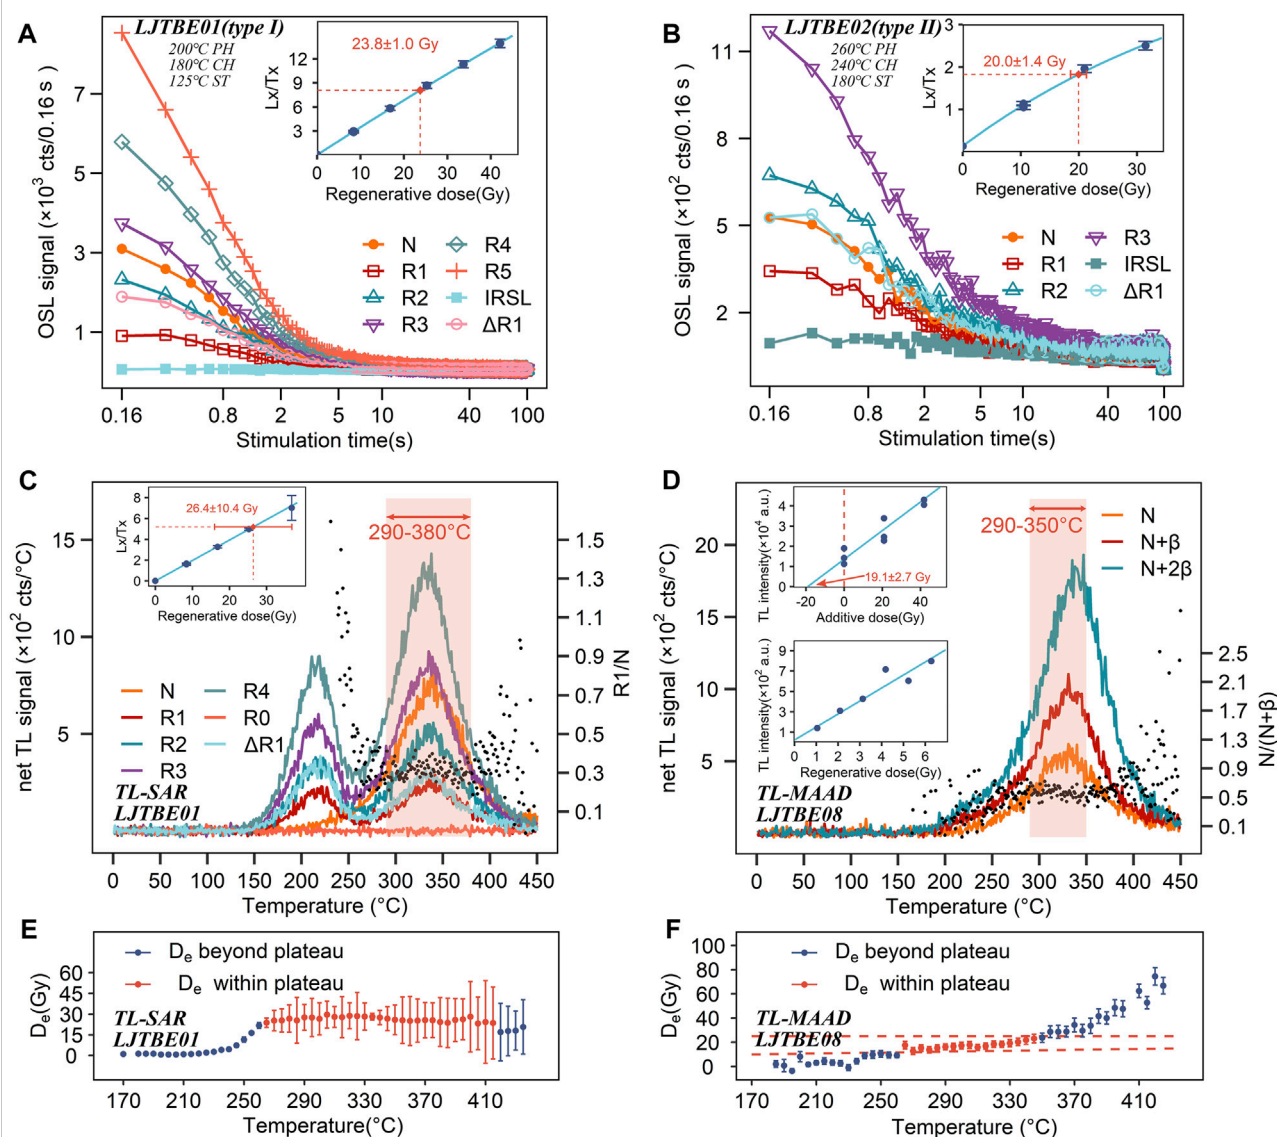 A
LJTBE01(type I)
200°C PH
180°C CH
125°C ST
OSL signal (×10³ cts/0.16 s )
7
5
3
1
0.16
0.8
2
5
10
40
100
Stimulation time(s)
Lx/Tx
12
9
6
3
23.8±1.0 Gy
0
10
20
30
40
Regenerative dose(Gy)
N
R1
R2
R3
R4
R5
IRSL
ΔR1
B
LJTBE02(type II)
260°C PH
240°C CH
180°C ST
OSL signal (×10² cts/0.16 s)
11
8
5
2
0.16
0.8
2
5
10
40
100
Stimulation time(s)
Lx/Tx
3
2
1
20.0±1.4 Gy
0
10
20
30
Regenerative dose(Gy)
N
R1
R2
R3
IRSL
ΔR1
C
net TL signal (×10² cts/°C)
15
10
5
Lx/Tx
8
6
4
2
0
26.4±10.4 Gy
0
10
20
30
Regenerative dose(Gy)
290-380°C
N
R1
R2
R3
R4
R0
ΔR1
TL-SAR
LJTBE01
1.5
1.3
1.1
0.9
0.7
0.5
0.3
0.1
R1/N
0
50
100
150
200
250
300
350
400
450
Temperature (°C)
D
net TL signal (×10² cts/°C)
20
15
10
5
TL intensity(×10⁴ a.u.)
4
3
2
1
0
19.1±2.7 Gy
-20
0
20
40
Additive dose(Gy)
TL intensity(×10² a.u.)
9
7
5
3
1
0
1
2
3
4
5
6
Regenerative dose(Gy)
290-350°C
N
N+β
N+2β
TL-MAAD
LJTBE08
2.5
2.1
1.7
1.3
0.9
0.5
0.1
N/(N+β)
0
50
100
150
200
250
300
350
400
450
Temperature (°C)
E
De beyond plateau
De within plateau
De(Gy)
60
45
30
15
0
TL-SAR
LJTBE01
170
210
250
290
330
370
410
Temperature(°C)
F
De beyond plateau
De within plateau
De(Gy)
100
80
60
40
20
0
TL-MAAD
LJTBE08
170
210
250
290
330
370
410
Temperature(°C)